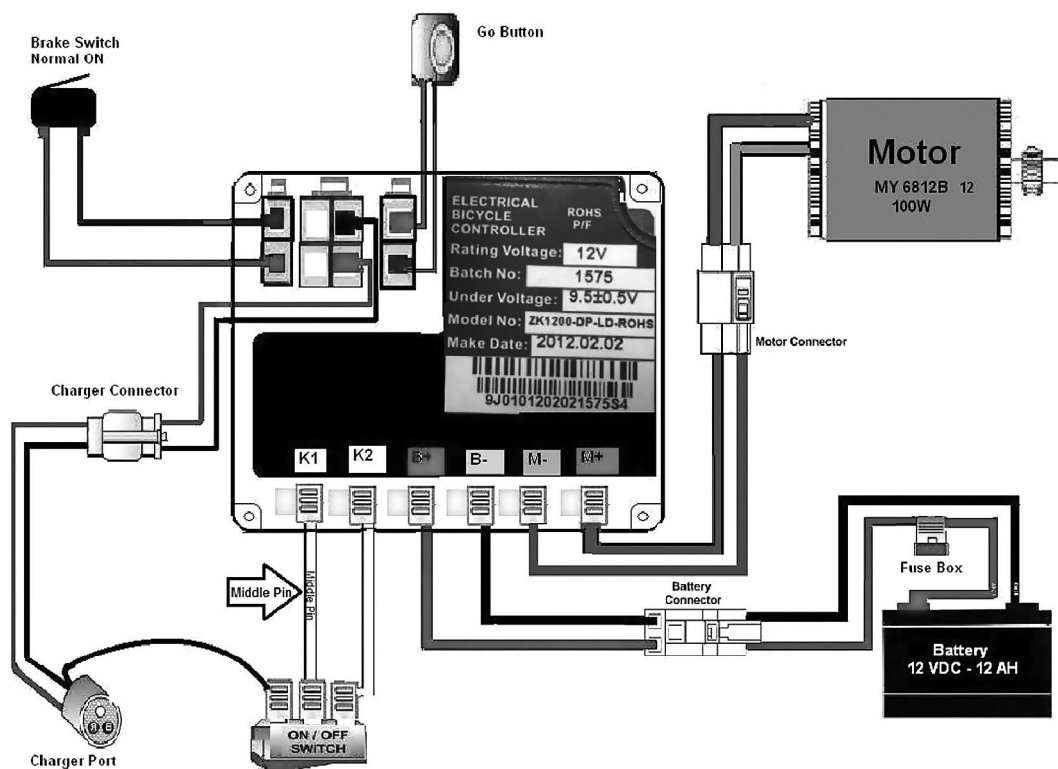 Brake Switch
Normal ON
Go Button
Motor
MY 6812B 12
100W
ELECTRICAL
BICYCLE
CONTROLLER
ROHS
P/F
Rating Voltage: 12V
Batch No: 1575
Under Voltage: 9.5±0.5V
Model No: ZK1200-DP-LD-ROHS
Make Date: 2012.02.02
9J0101202021575S4
Motor Connector
Charger Connector
K1
K2
B+
B-
M-
M+
Middle Pin
Middle Pin
Battery
Connector
Fuse Box
Battery
12 VDC - 12 AH
ON / OFF
SWITCH
Charger Port